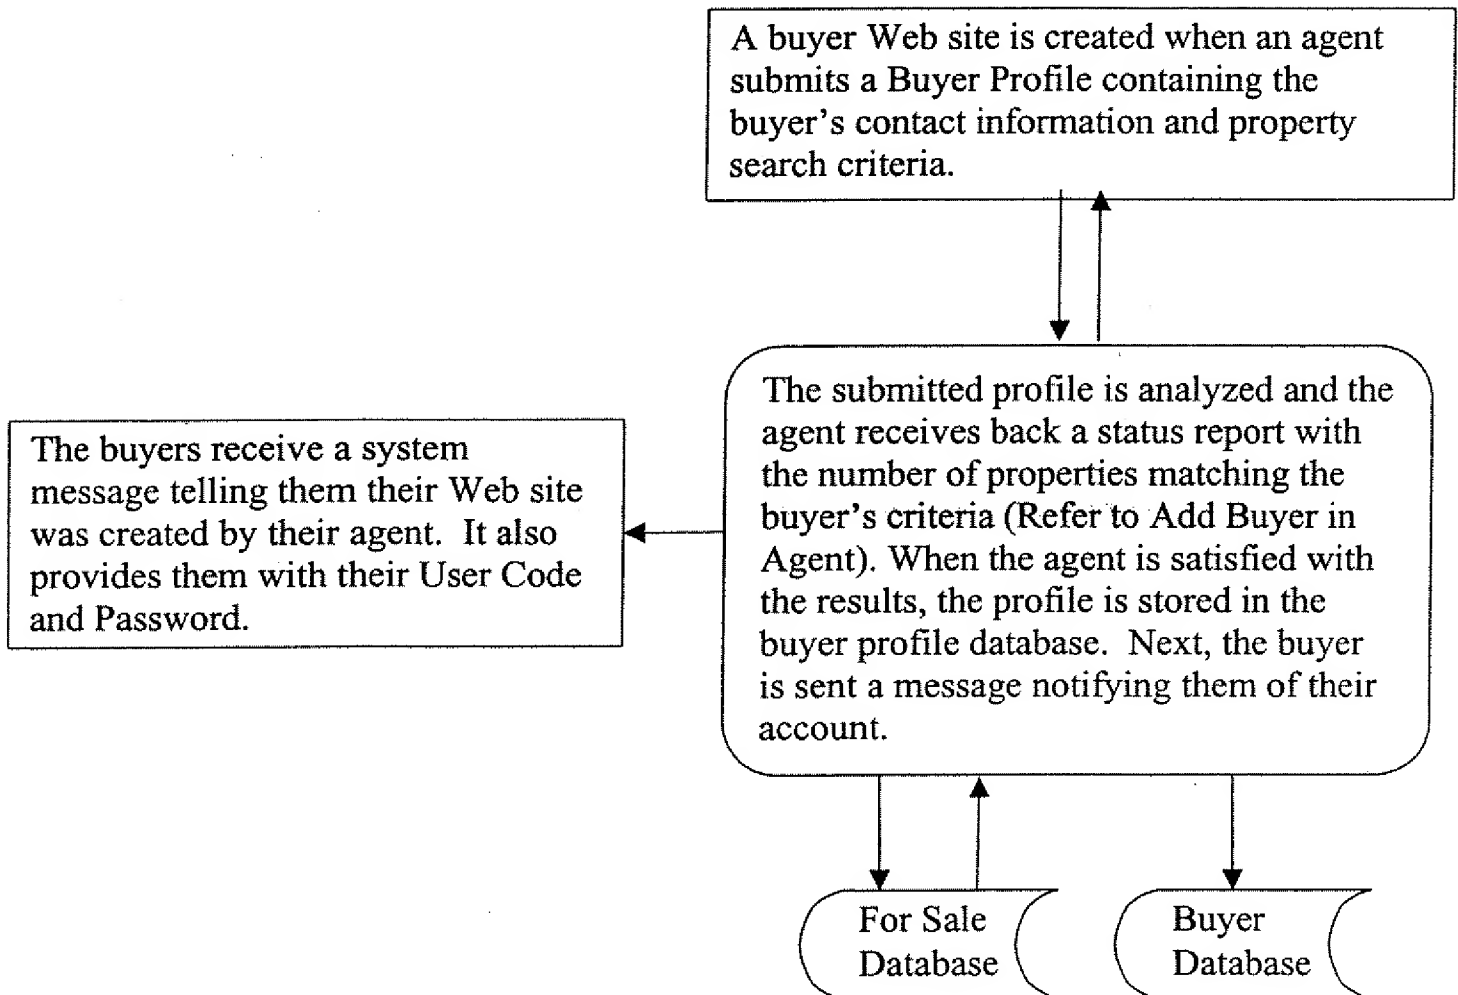 A buyer Web site is created when an agent
submits a Buyer Profile containing the
buyer's contact information and property
search criteria.
The submitted profile is analyzed and the
agent receives back a status report with
the number of properties matching the
buyer's criteria (Refer to Add Buyer in
Agent). When the agent is satisfied with
the results, the profile is stored in the
buyer profile database.  Next, the buyer
is sent a message notifying them of their
account.
The buyers receive a system
message telling them their Web site
was created by their agent.  It also
provides them with their User Code
and Password.
For Sale
Database
Buyer
Database